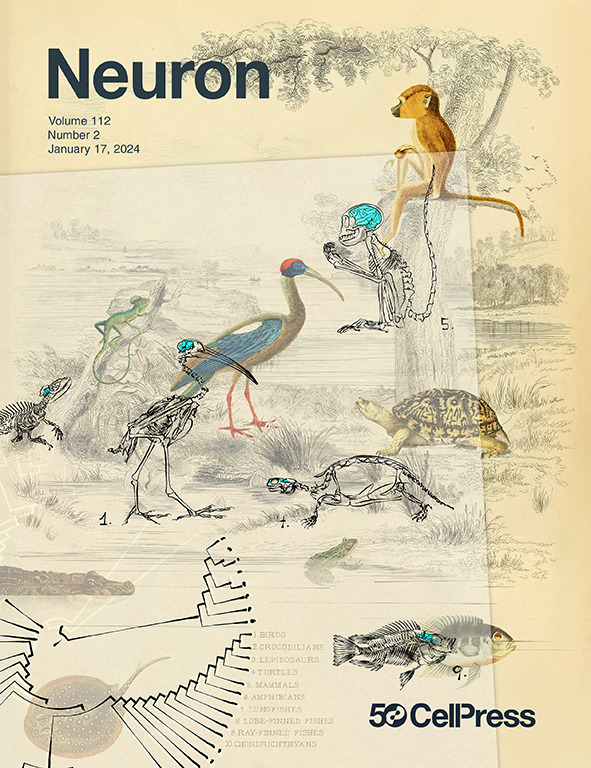 Neuron
Volume 112
Number 2
January 17, 2024
5.
1.
4.
9.
1 BIRDS
2 CROCODILIANS
3 LEPIDOSAURS
4 TURTLES
5 MAMMALS
6 AMPHIBIANS
7 LUNGFISHES
8 LOBE-FINNED FISHES
9 RAY-FINNED FISHES
10 CHONDRICHTHYANS
50 CellPress